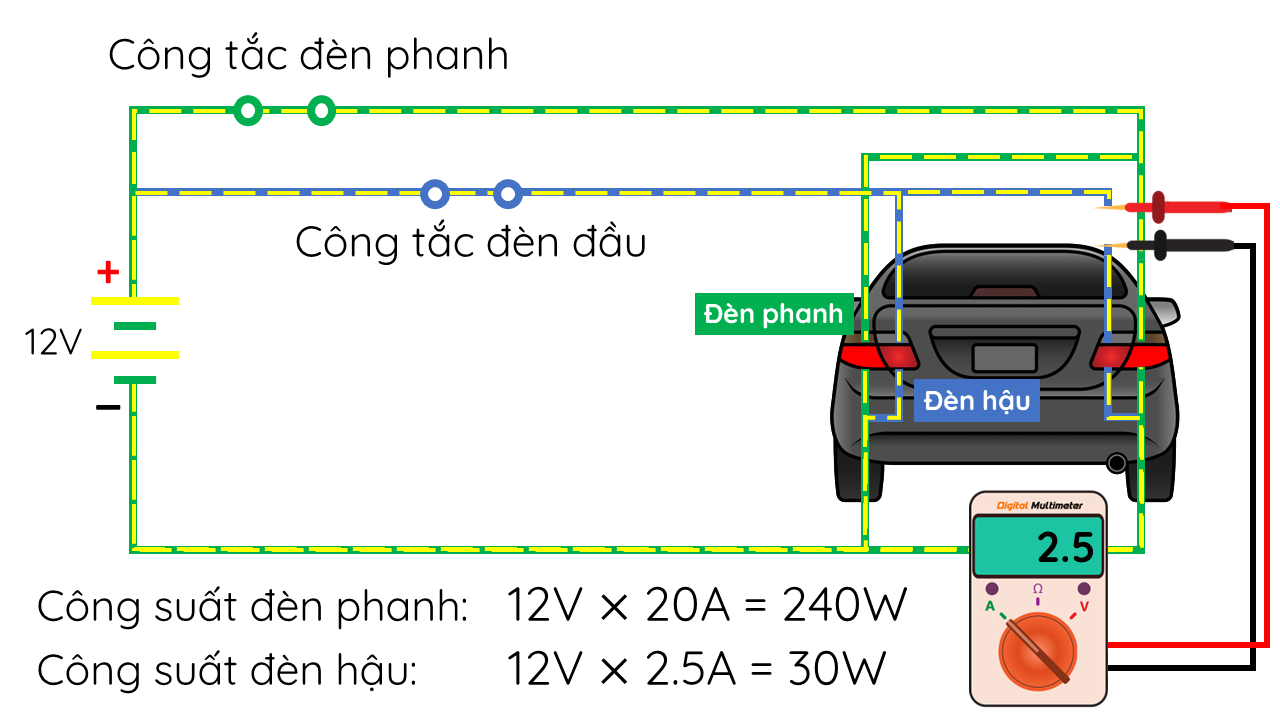 Công tắc đèn phanh
Công tắc đèn đầu
+
12V
−
Đèn phanh
Đèn hậu
Digital Multimeter
2.5
Ω
A
V
Công suất đèn phanh: 12V × 20A = 240W
Công suất đèn hậu: 12V × 2.5A = 30W